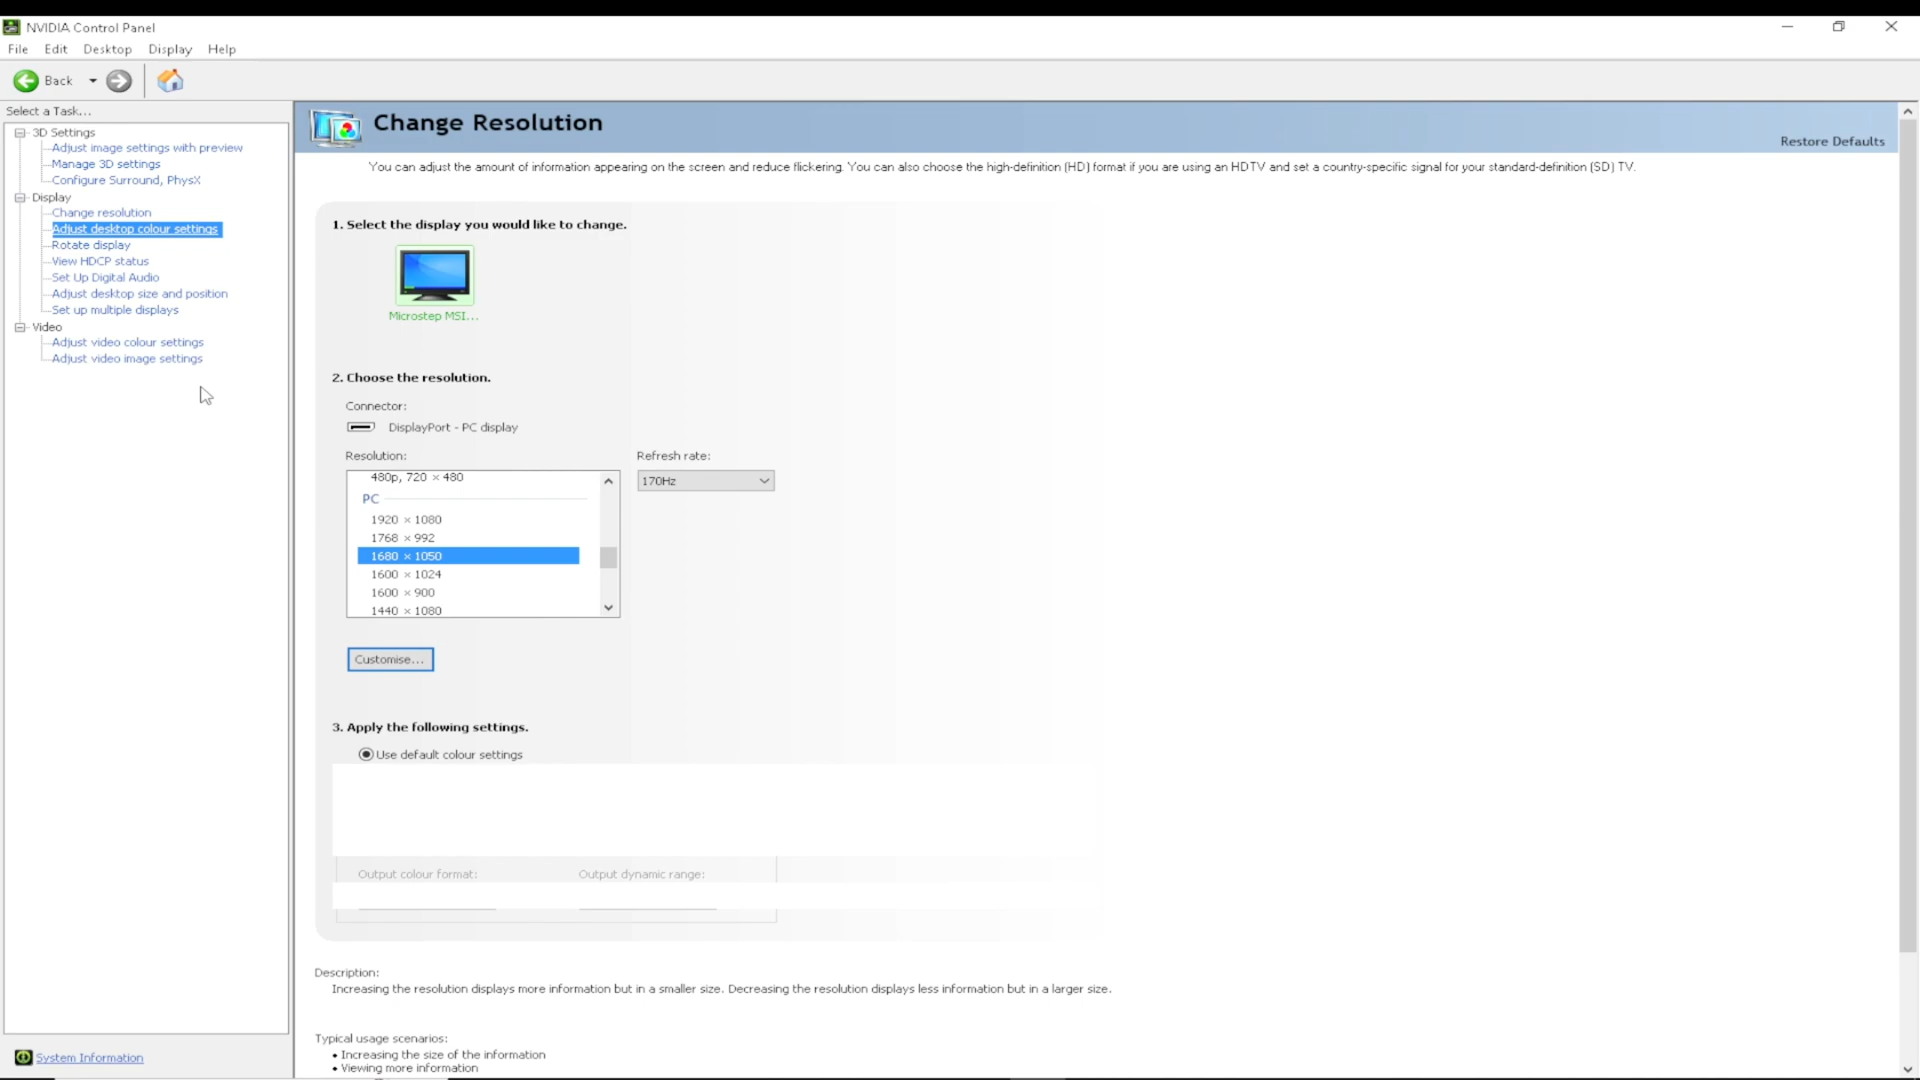 NVIDIA Control Panel
File Edit Desktop Display Help
Back
Select a Task...
3D Settings
Adjust image settings with preview
Manage 3D settings
Configure Surround, PhysX
Display
Change resolution
Adjust desktop colour settings
Rotate display
View HDCP status
Set Up Digital Audio
Adjust desktop size and position
Set up multiple displays
Video
Adjust video colour settings
Adjust video image settings
System Information
Change Resolution
Restore Defaults
You can adjust the amount of information appearing on the screen and reduce flickering. You can also choose the high-definition (HD) format if you are using an HDTV and set a country-specific signal for your standard-definition (SD) TV.
1. Select the display you would like to change.
Microstep MSI...
2. Choose the resolution.
Connector:
DisplayPort - PC display
Resolution:
Refresh rate:
480p, 720 × 480
170Hz
PC
1920 × 1080
1768 × 992
1680 × 1050
1600 × 1024
1600 × 900
1440 × 1080
Customise...
3. Apply the following settings.
Use default colour settings
Output colour format:
Output dynamic range:
Description:
Increasing the resolution displays more information but in a smaller size. Decreasing the resolution displays less information but in a larger size.
Typical usage scenarios:
• Increasing the size of the information
• Viewing more information